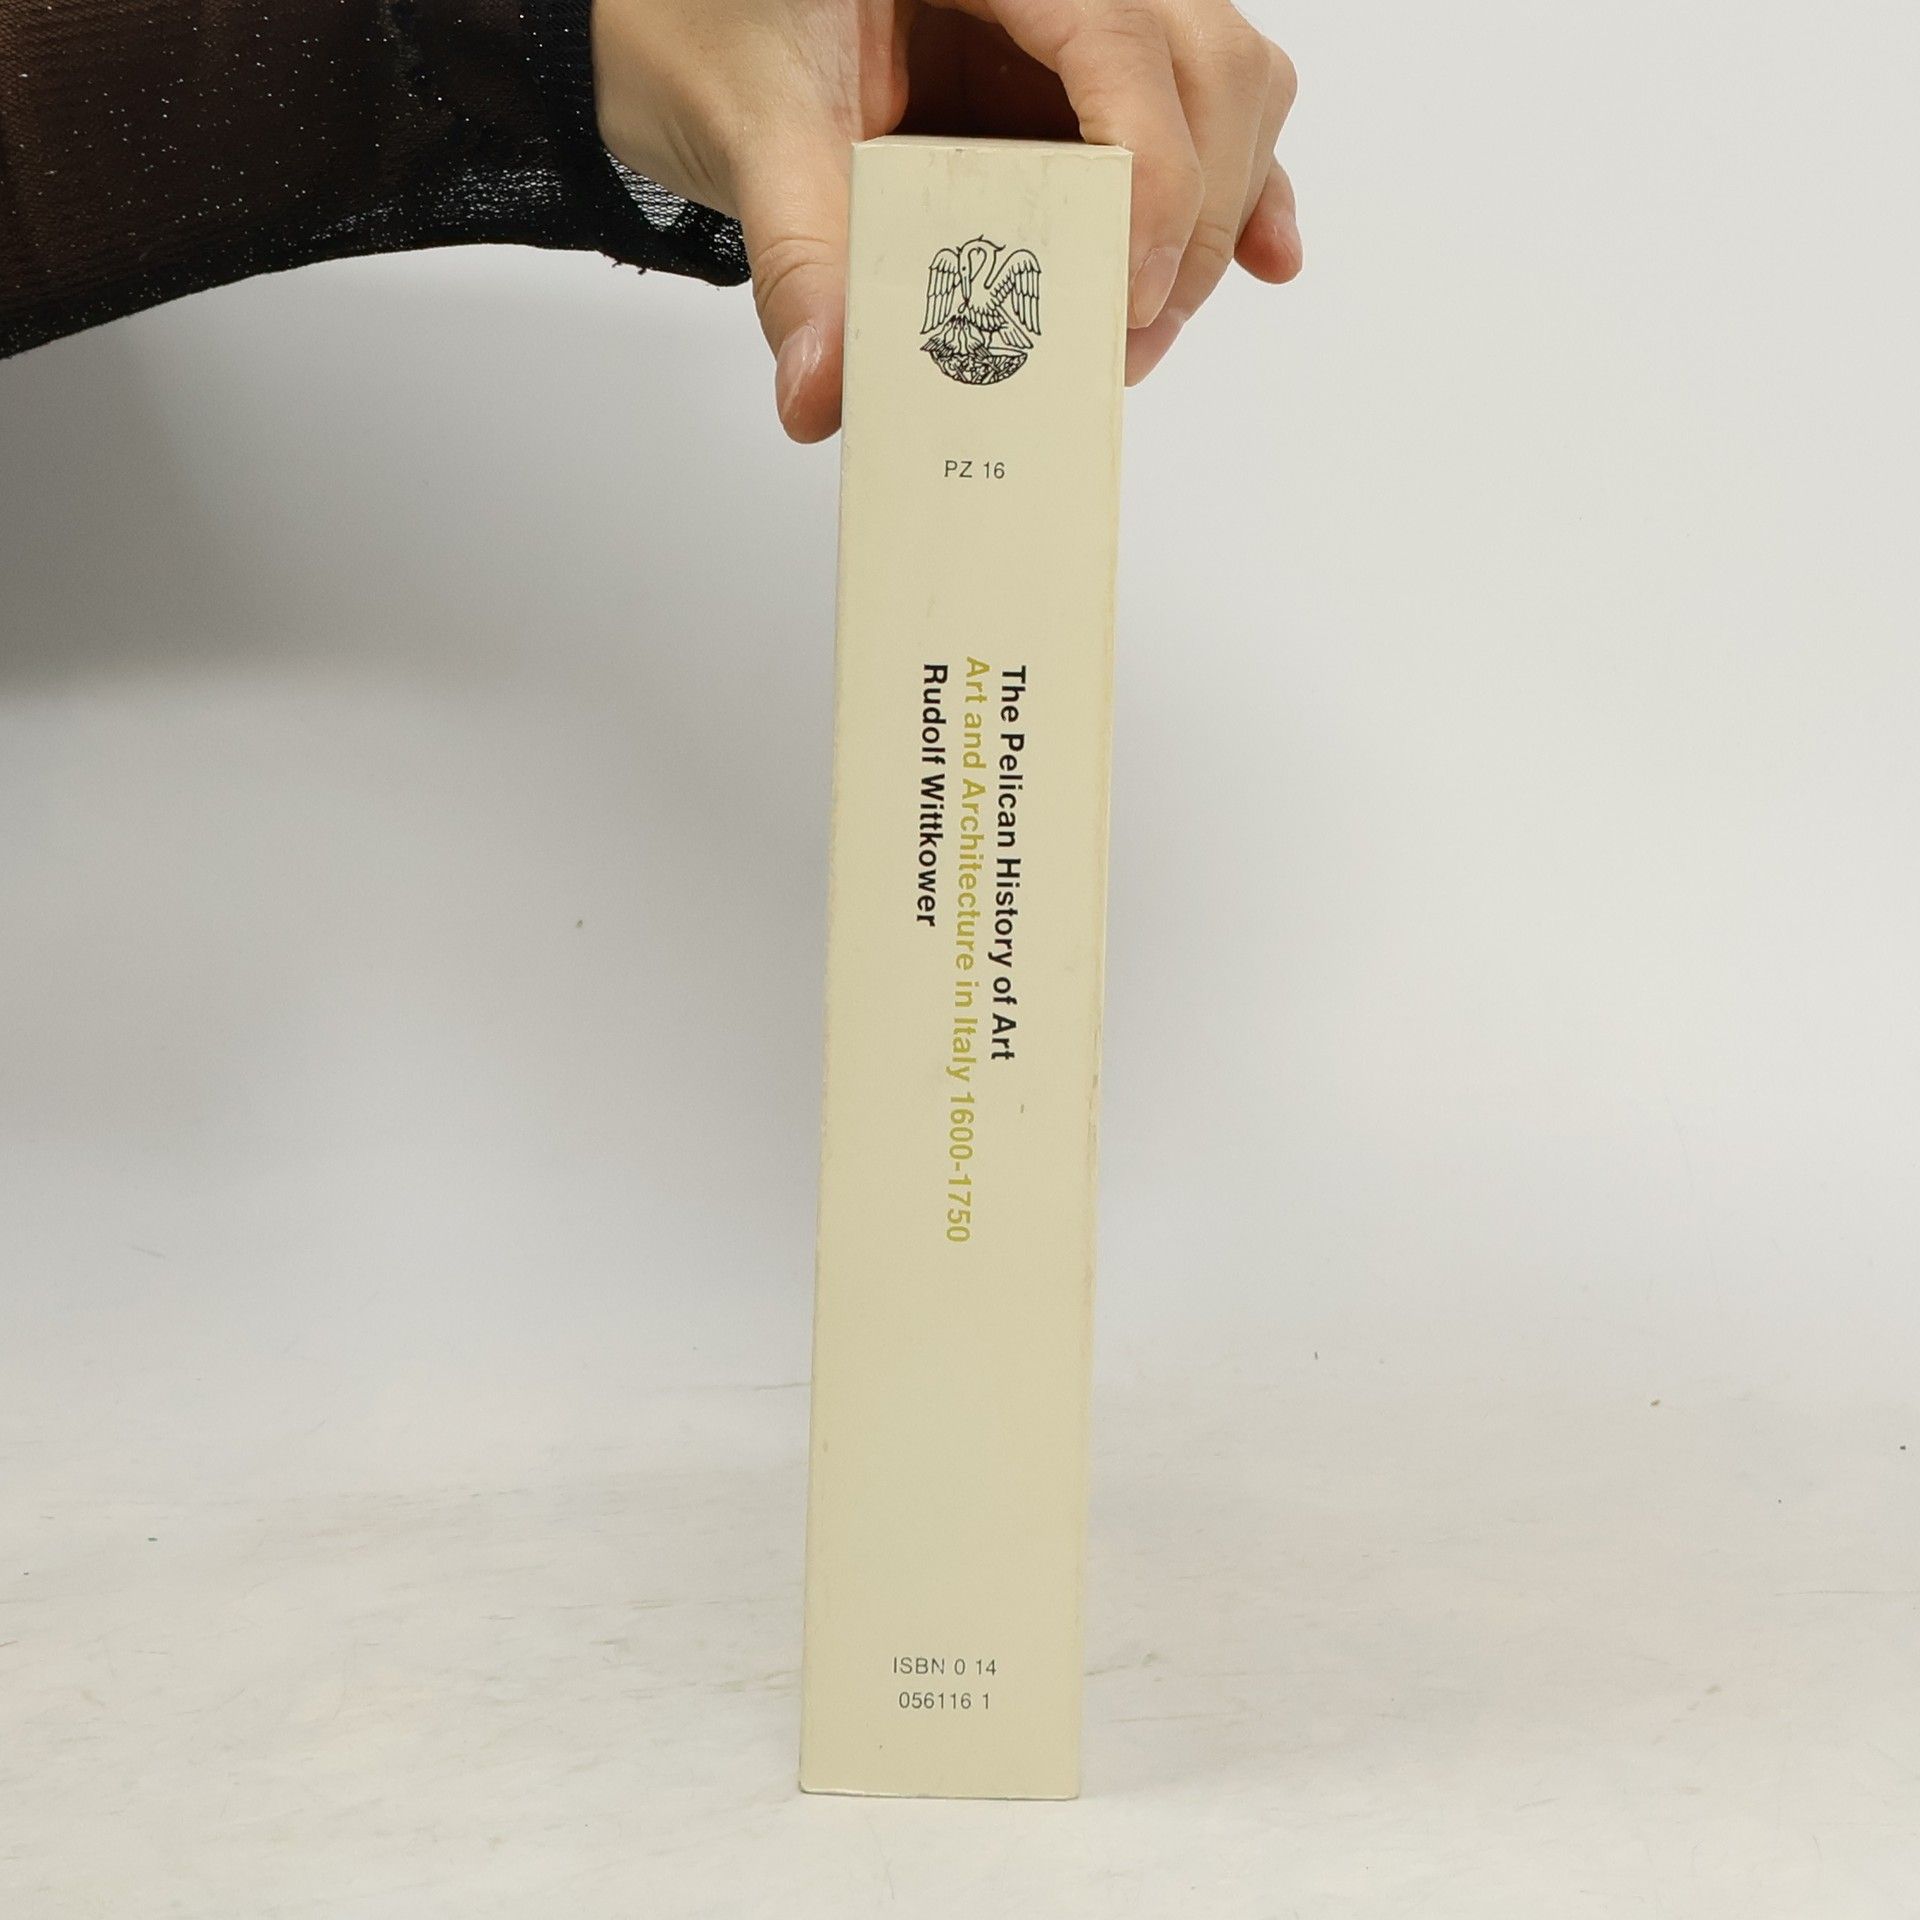 PZ 16
The Pelican History of Art
Art and Architecture in Italy 1600-1750
Rudolf Wittkower
ISBN 0 14
056116 1